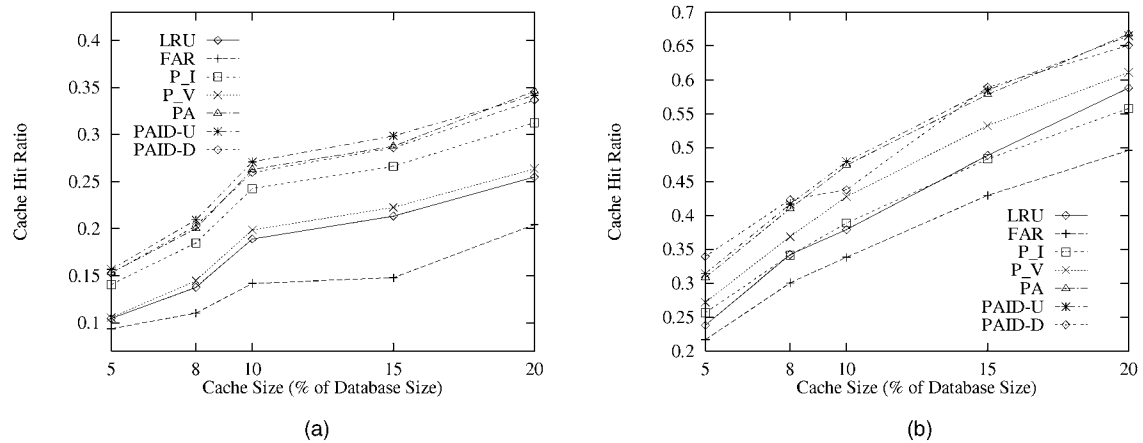 0.4
0.35
0.3
0.25
0.2
0.15
0.1
Cache Hit Ratio
LRU
FAR
P_I
P_V
PA
PAID-U
PAID-D
5
8
10
15
20
Cache Size (% of Database Size)
(a)
0.7
0.65
0.6
0.55
0.5
0.45
0.4
0.35
0.3
0.25
0.2
Cache Hit Ratio
LRU
FAR
P_I
P_V
PA
PAID-U
PAID-D
5
8
10
15
20
Cache Size (% of Database Size)
(b)